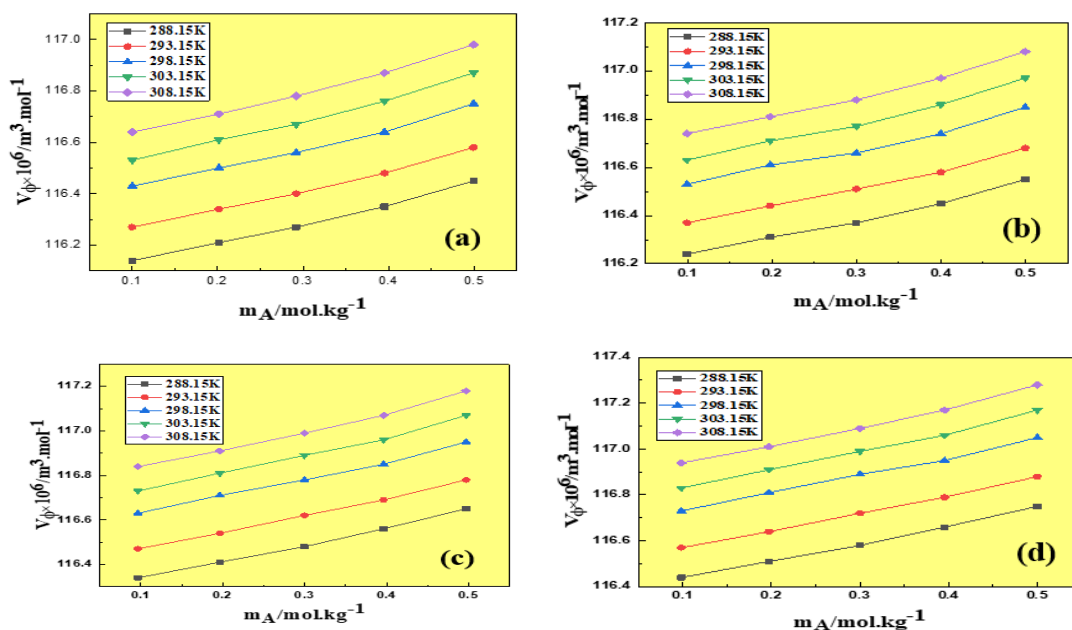 288.15K
293.15K
298.15K
303.15K
308.15K
117.0
116.8
116.6
116.4
116.2
Vϕ×10⁶/m³.mol⁻¹
(a)
0.1 0.2 0.3 0.4 0.5
mA/mol.kg⁻¹
288.15K
293.15K
298.15K
303.15K
308.15K
117.2
117.0
116.8
116.6
116.4
116.2
Vϕ×10⁶/m³.mol⁻¹
(b)
0.1 0.2 0.3 0.4 0.5
mA/mol.kg⁻¹
288.15K
293.15K
298.15K
303.15K
308.15K
117.2
117.0
116.8
116.6
116.4
Vϕ×10⁶/m³.mol⁻¹
(c)
0.1 0.2 0.3 0.4 0.5
mA/mol.kg⁻¹
288.15K
293.15K
298.15K
303.15K
308.15K
117.4
117.2
117.0
116.8
116.6
116.4
Vϕ×10⁶/m³.mol⁻¹
(d)
0.1 0.2 0.3 0.4 0.5
mA/mol.kg⁻¹